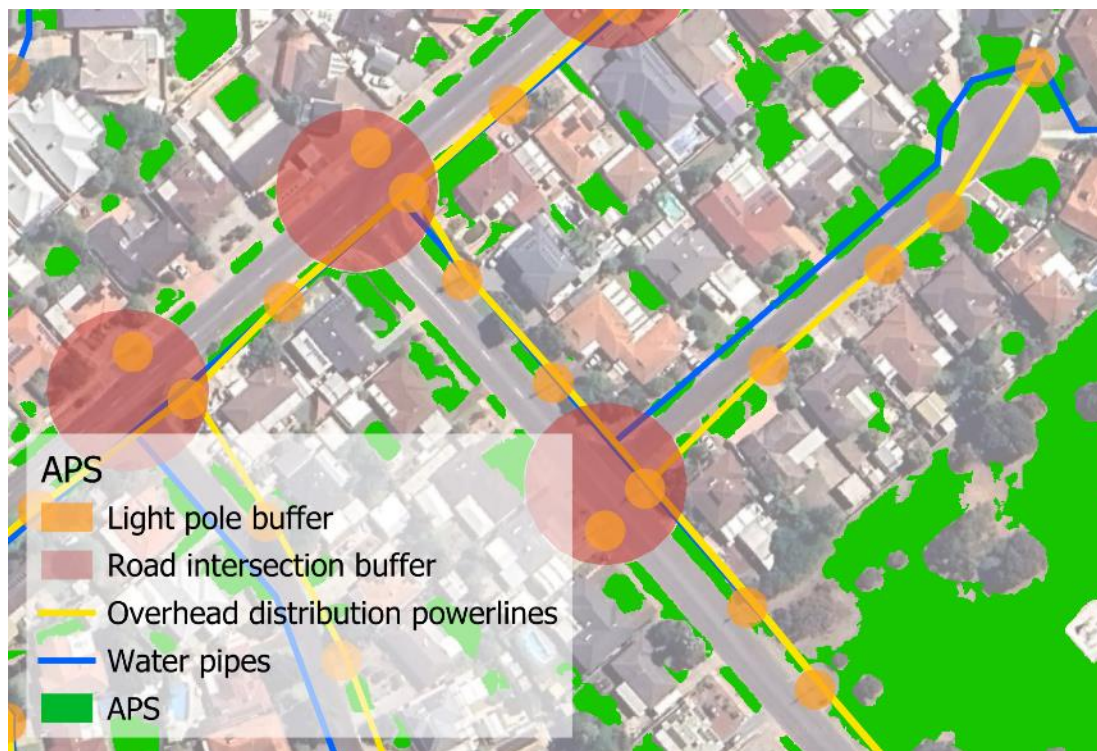 APS
Light pole buffer
Road intersection buffer
Overhead distribution powerlines
Water pipes
APS